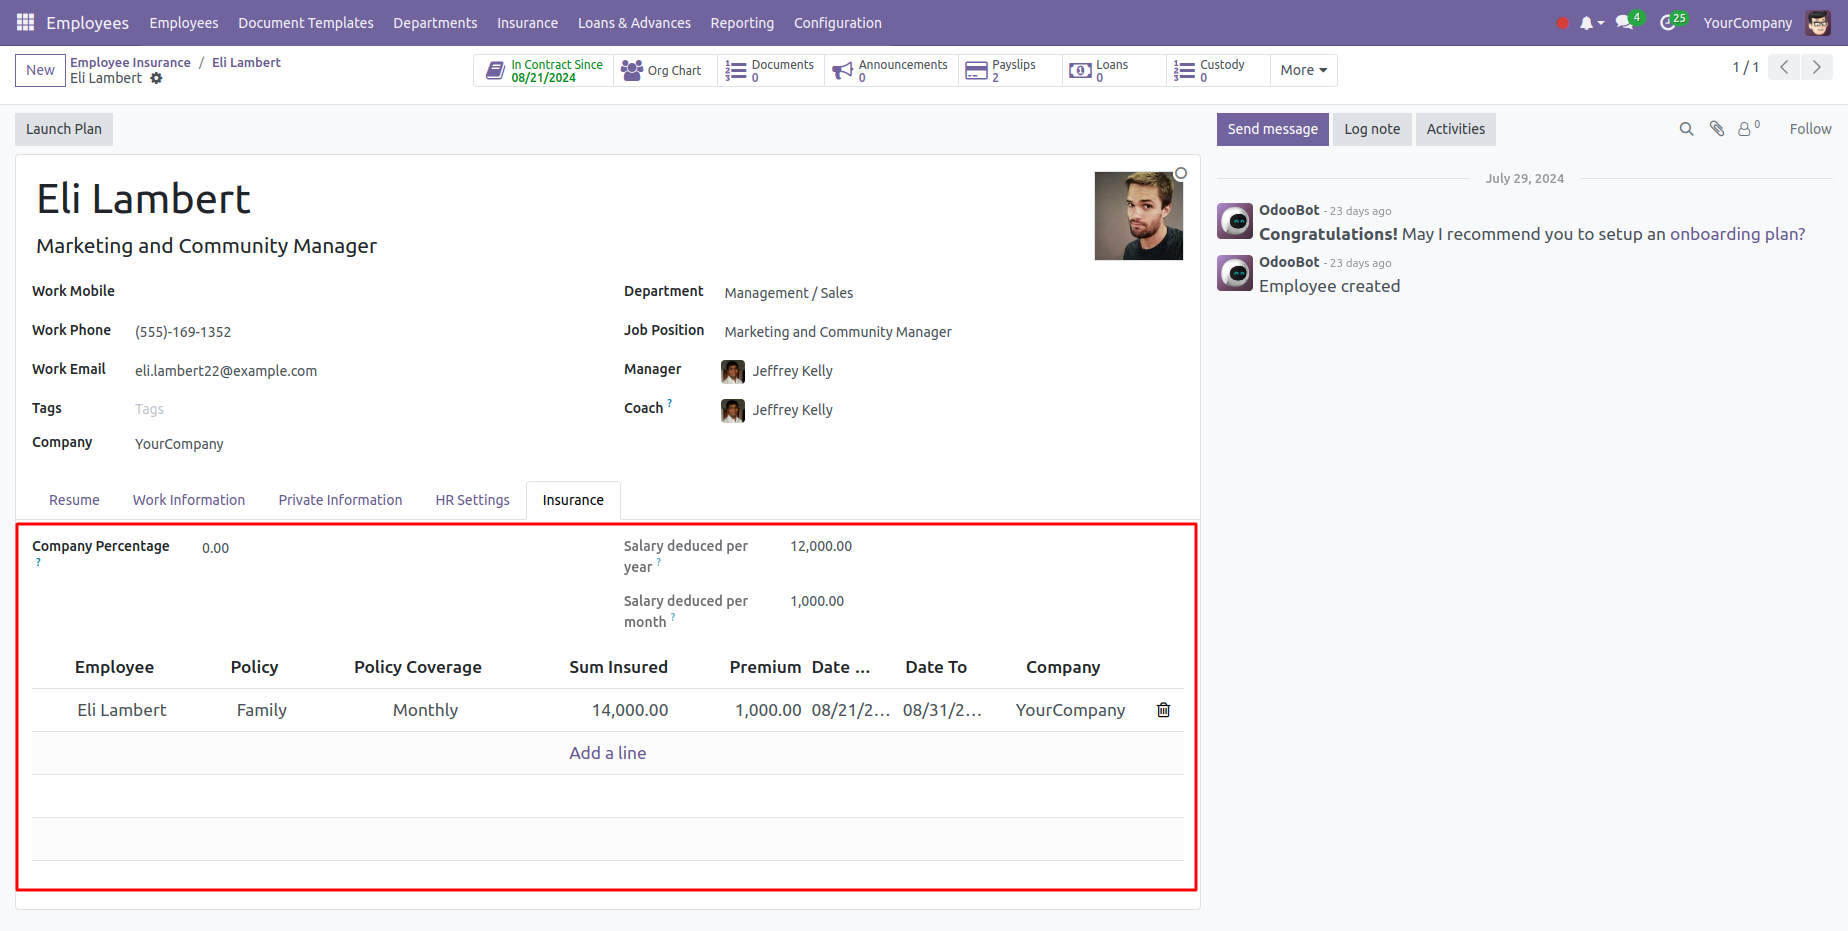 Employees Employees Document Templates Departments Insurance Loans & Advances Reporting Configuration 4 25 YourCompany
New Employee Insurance / Eli Lambert
Eli Lambert
In Contract Since
08/21/2024
Org Chart
Documents
0
Announcements
0
Payslips
2
Loans
0
Custody
0
More
1 / 1
Launch Plan
Send message Log note Activities 0 Follow
Eli Lambert
Marketing and Community Manager
Work Mobile
Work Phone (555)-169-1352
Work Email eli.lambert22@example.com
Tags Tags
Company YourCompany
Department Management / Sales
Job Position Marketing and Community Manager
Manager Jeffrey Kelly
Coach ? Jeffrey Kelly
July 29, 2024
OdooBot - 23 days ago
Congratulations! May I recommend you to setup an onboarding plan?
OdooBot - 23 days ago
Employee created
Resume Work Information Private Information HR Settings Insurance
Company Percentage 0.00
?
Salary deduced per 12,000.00
year ?
Salary deduced per 1,000.00
month ?
Employee Policy Policy Coverage Sum Insured Premium Date ... Date To Company
Eli Lambert Family Monthly 14,000.00 1,000.00 08/21/2... 08/31/2... YourCompany
Add a line